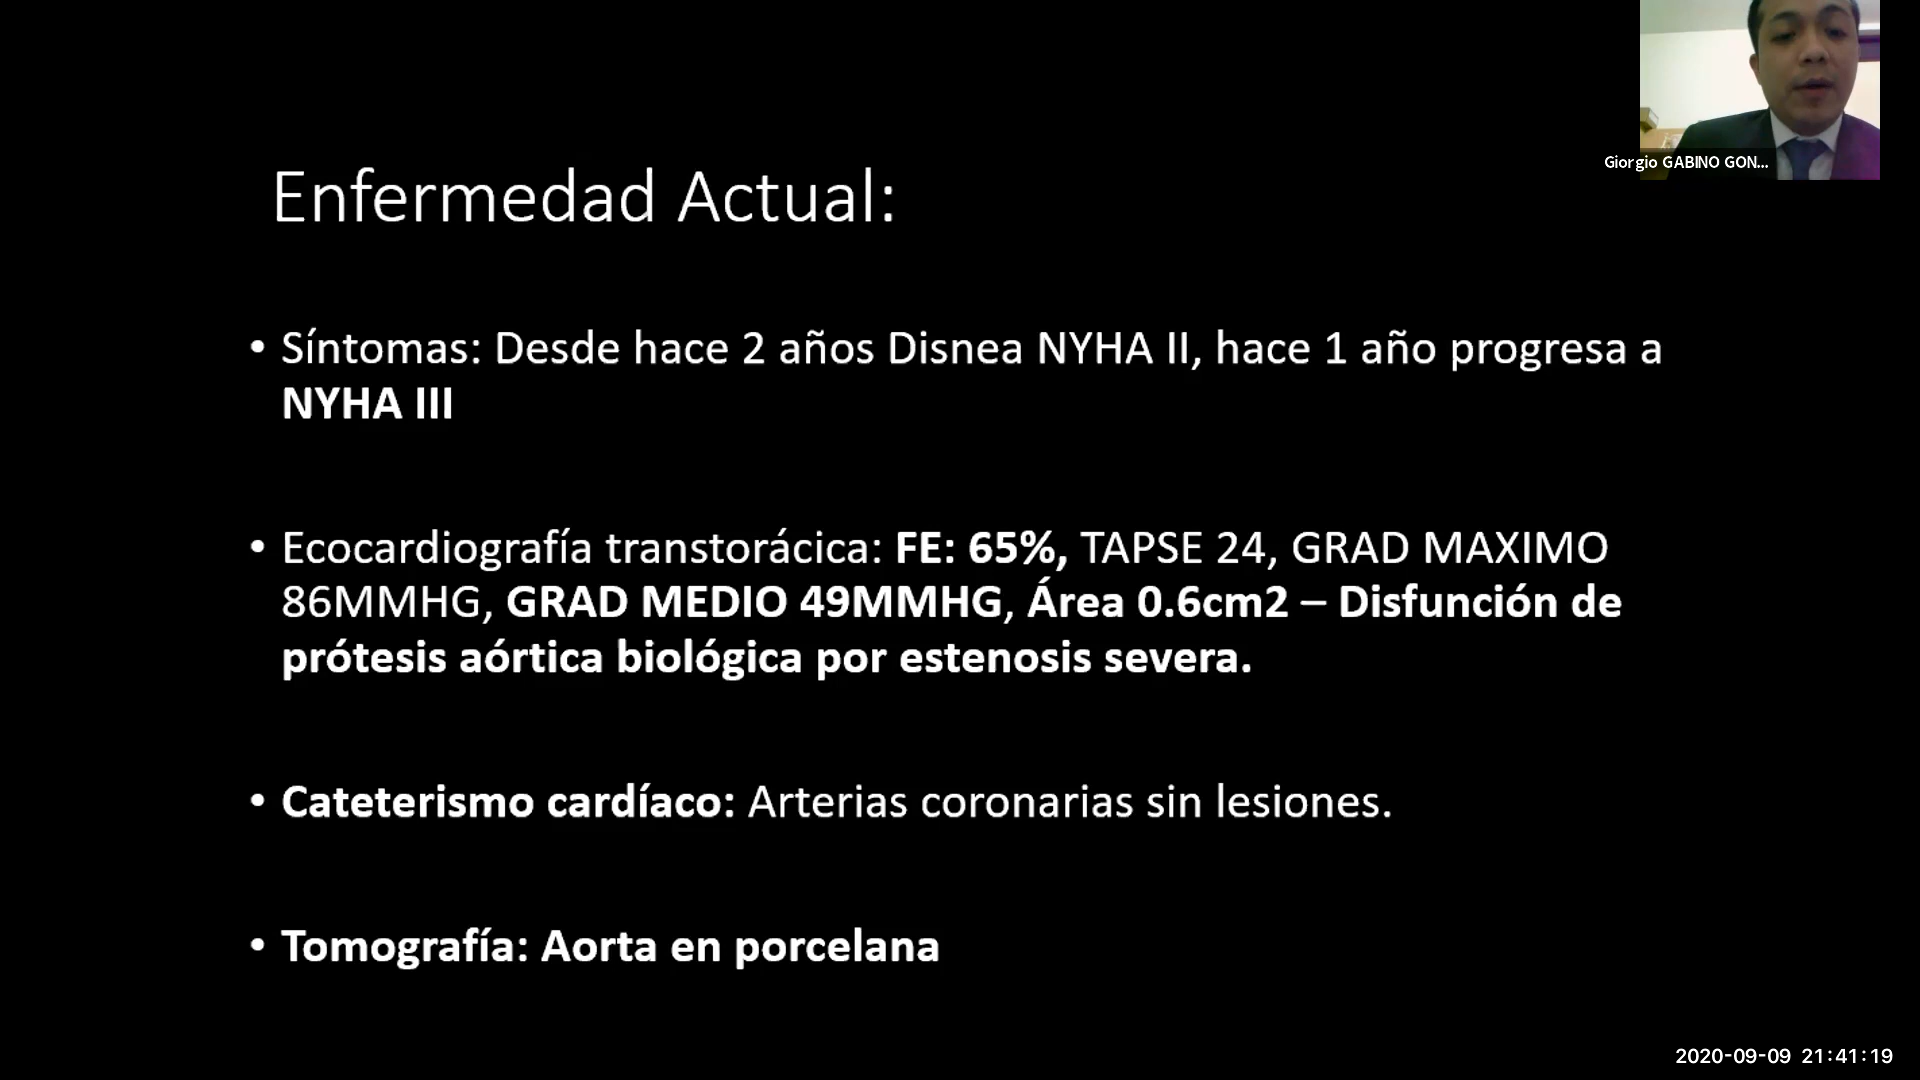 Giorgio GABINO GON...
Enfermedad Actual:
• Síntomas: Desde hace 2 años Disnea NYHA II, hace 1 año progresa a
NYHA III
• Ecocardiografía transtorácica: FE: 65%, TAPSE 24, GRAD MAXIMO
86MMHG, GRAD MEDIO 49MMHG, Área 0.6cm2 – Disfunción de
prótesis aórtica biológica por estenosis severa.
• Cateterismo cardíaco: Arterias coronarias sin lesiones.
• Tomografía: Aorta en porcelana
2020-09-09 21:41:19